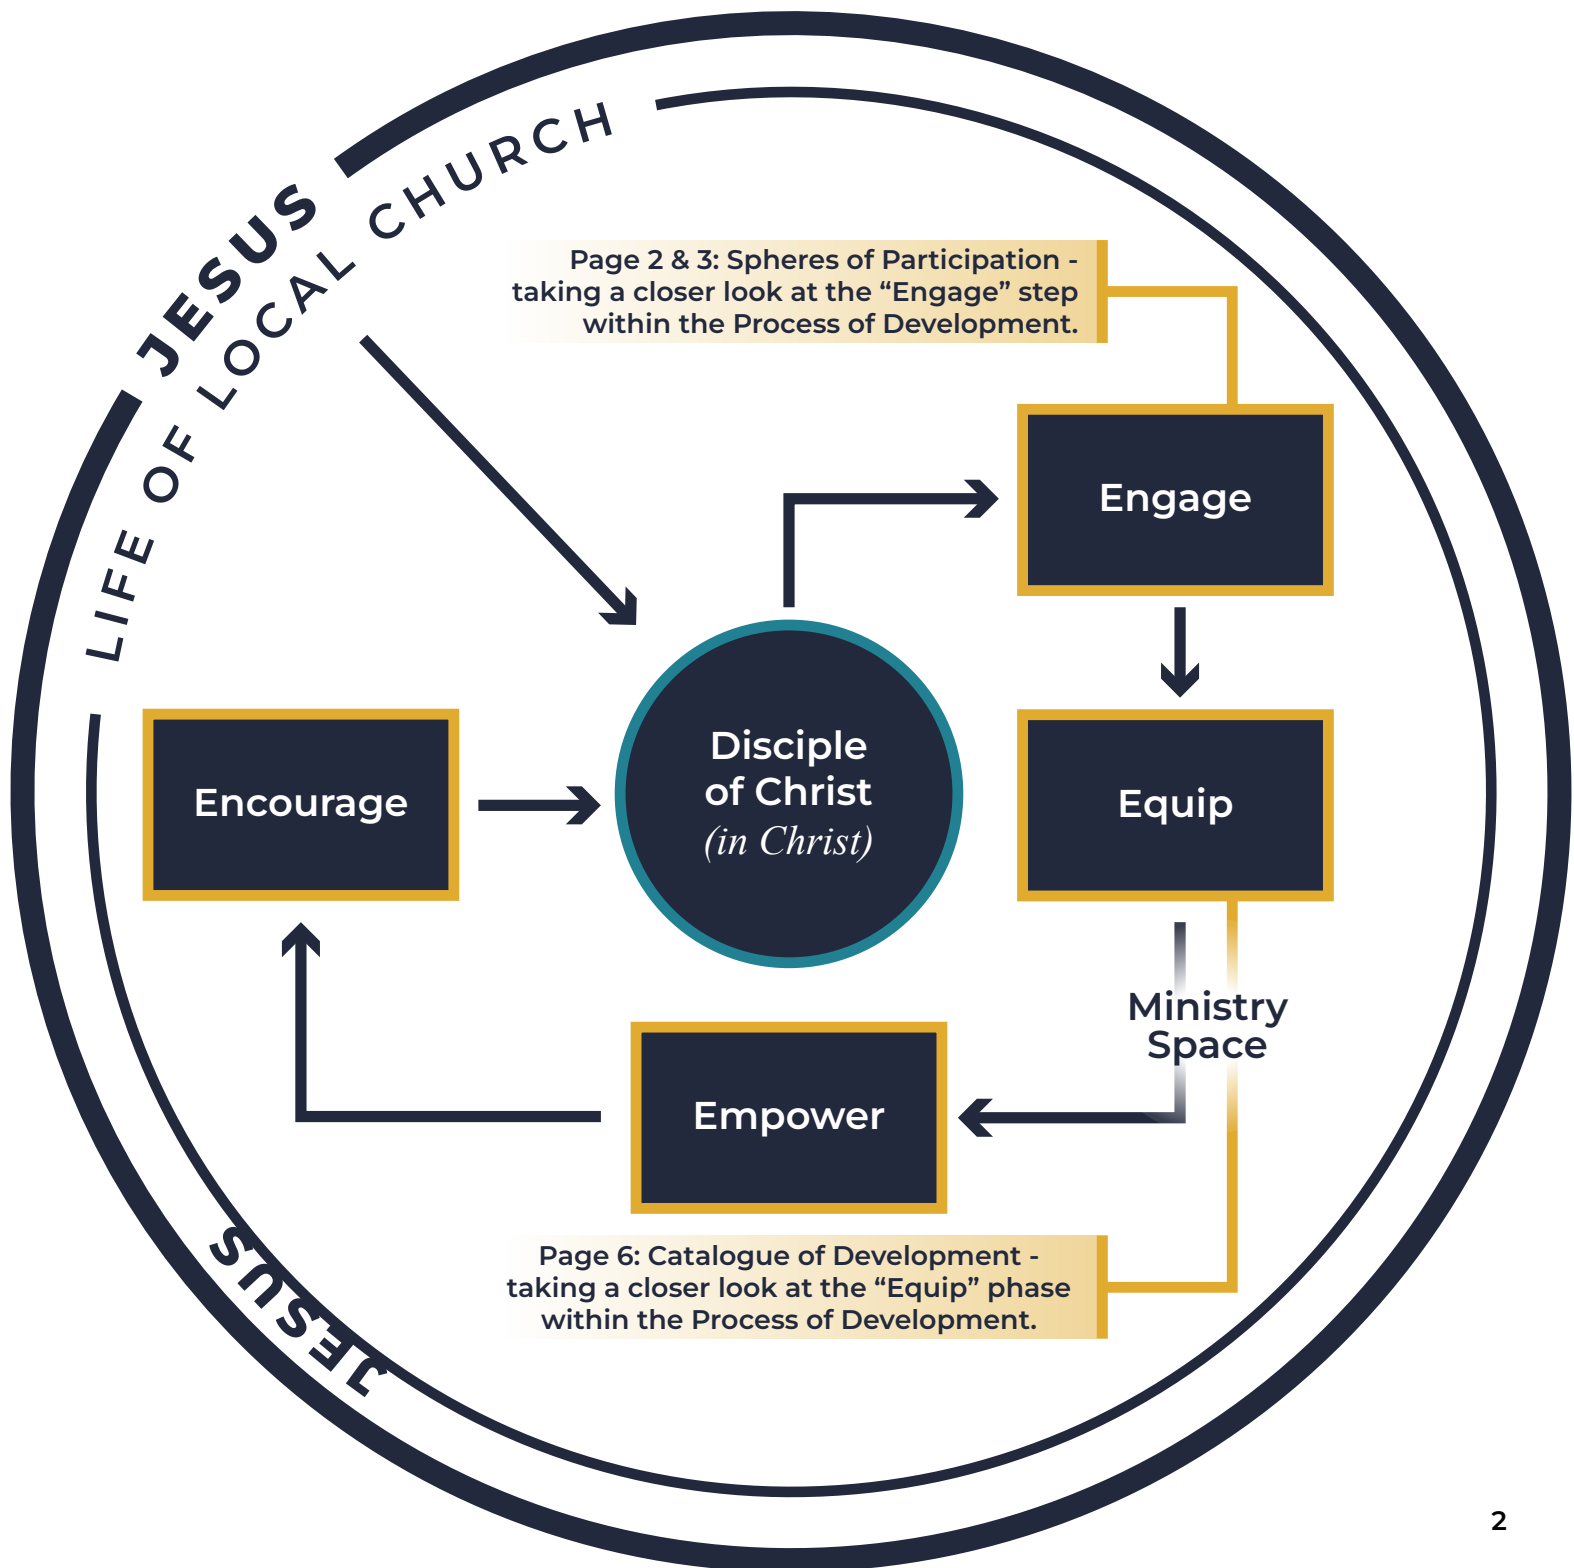 JESUS
LIFE OF LOCAL CHURCH
Page 2 & 3: Spheres of Participation -
taking a closer look at the “Engage” step
within the Process of Development.
Engage
Disciple
of Christ
(in Christ)
Encourage
Equip
Ministry
Space
Empower
Page 6: Catalogue of Development -
taking a closer look at the “Equip” phase
within the Process of Development.
JESUS
2